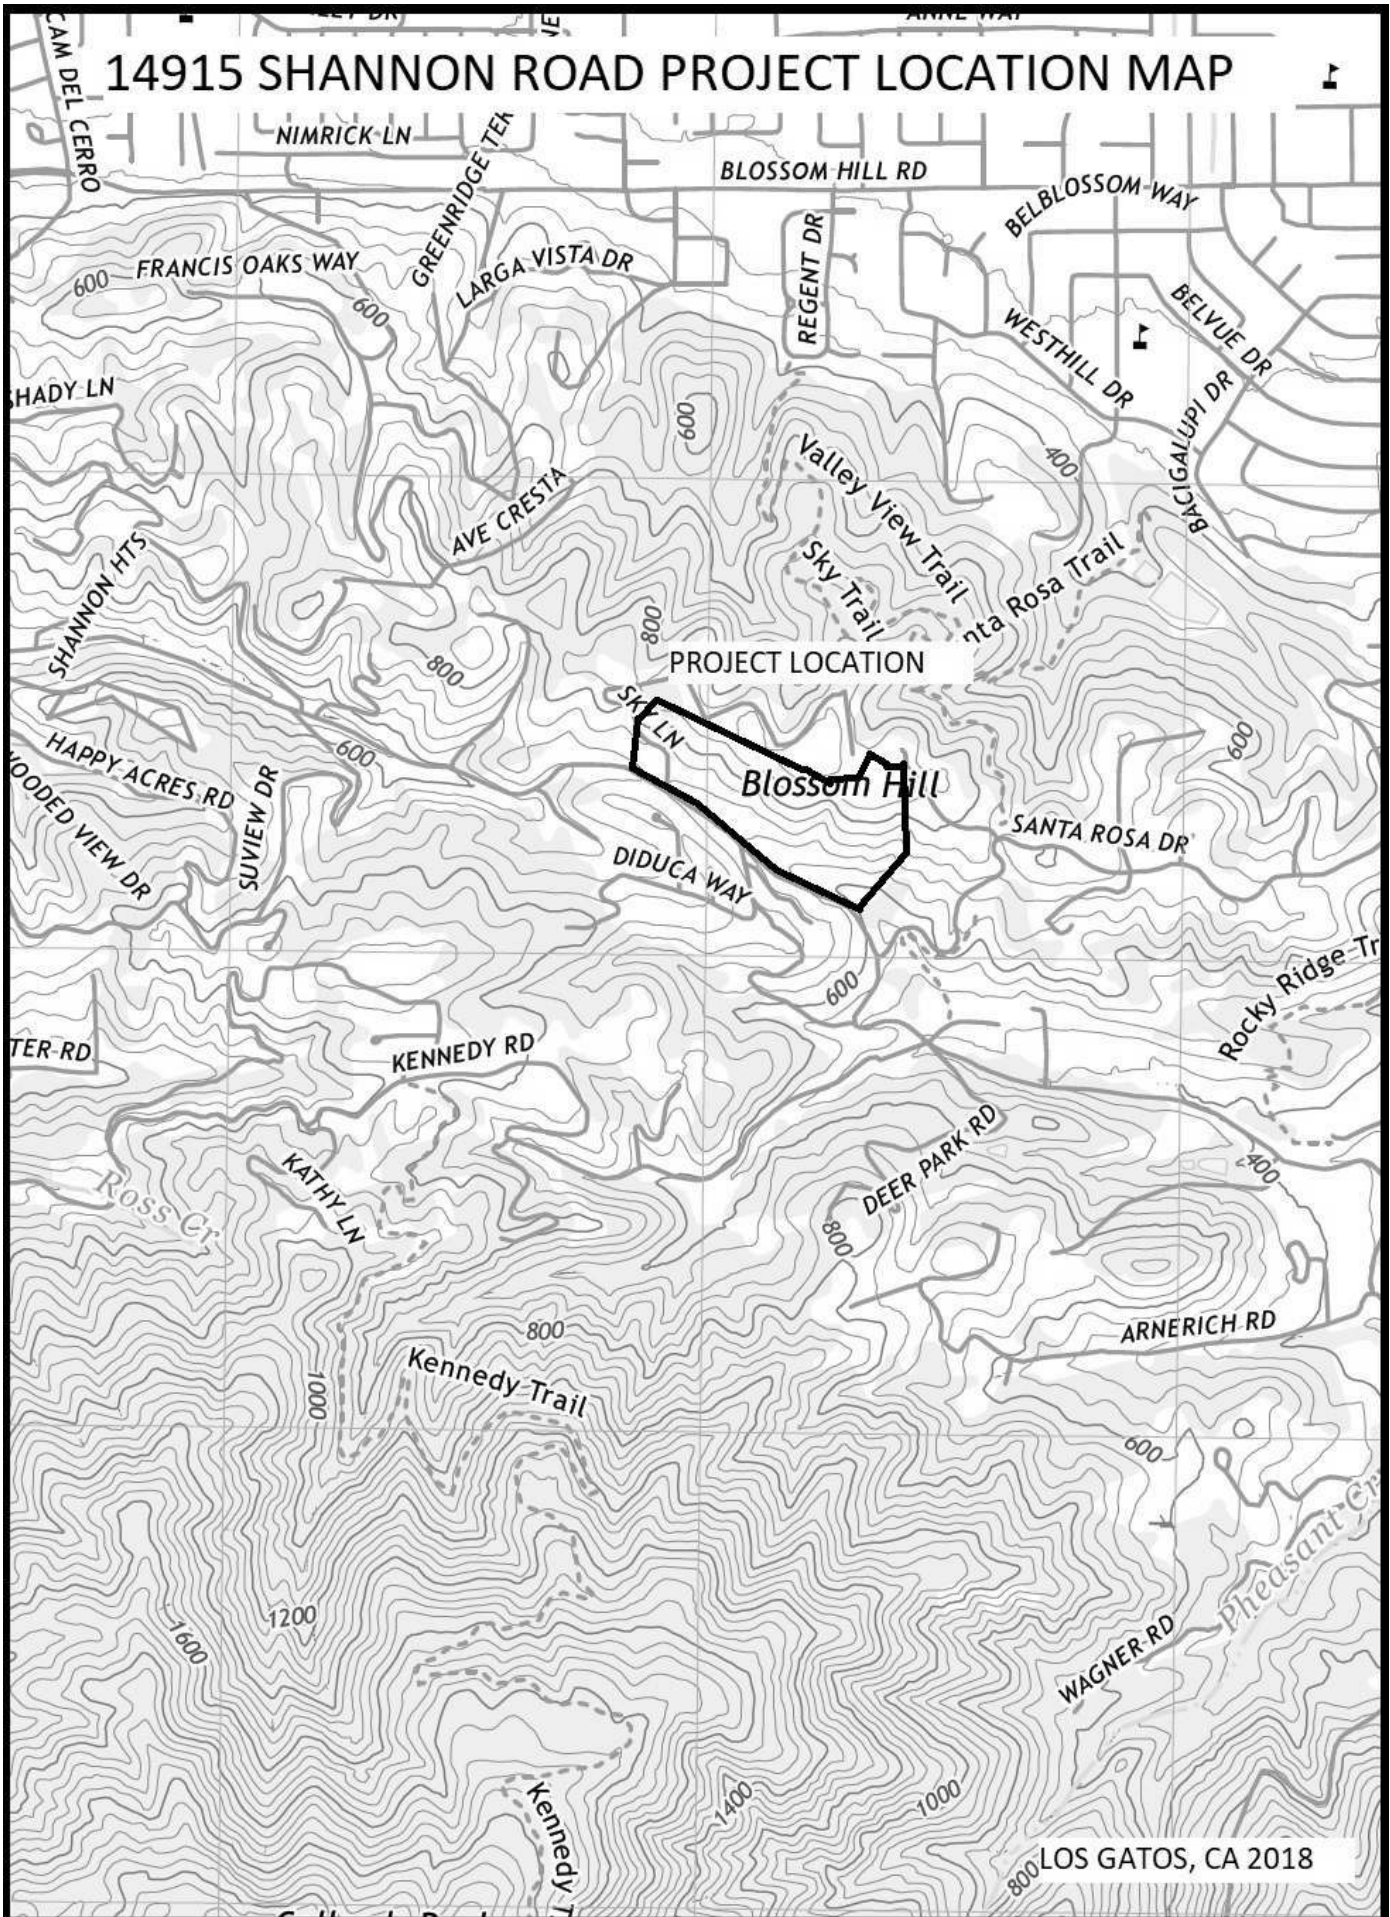 ANNE WAY
14915 SHANNON ROAD PROJECT LOCATION MAP
CAM DEL CERRO
NIMRICK LN
GREENRIDGE TER
BLOSSOM HILL RD
BELBLOSSOM WAY
FRANCIS OAKS WAY
LARGA VISTA DR
REGENT DR
600
600
BELVUE DR
WESTHILL DR
SHADY LN
600
BACIGALUPI DR
400
Valley View Trail
AVE CRESTA
Sky Trail
nta Rosa Trail
SHANNON HTS
800
800
PROJECT LOCATION
SKY LN
600
600
HAPPY ACRES RD
OODED VIEW DR
SUVIEW DR
Blossom Hill
SANTA ROSA DR
DIDUCA WAY
600
Rocky Ridge Tr
TER RD
KENNEDY RD
DEER PARK RD
400
KATHY LN
Ross Cr
800
800
ARNERICH RD
Kennedy Trail
1000
600
Pheasant Cr
1200
1600
WAGNER RD
1400
1000
Kennedy T
800
LOS GATOS, CA 2018